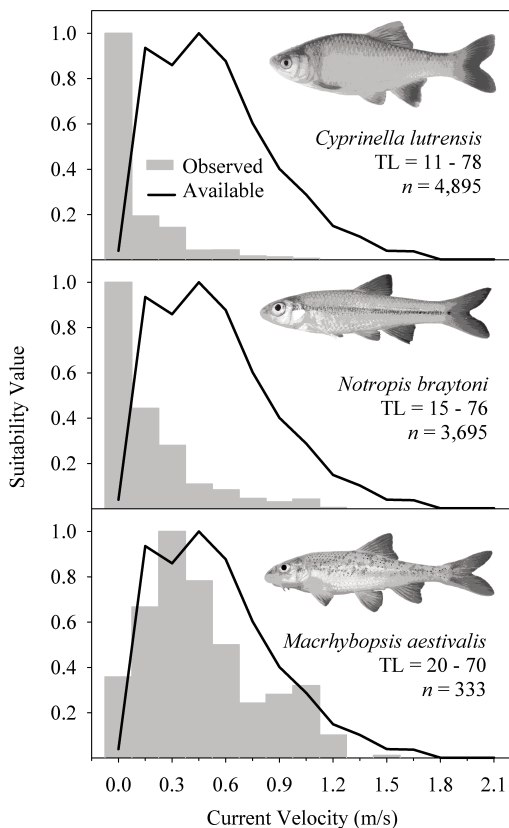 1.0
0.8
0.6
0.4
0.2
Cyprinella lutrensis
TL = 11 - 78
n = 4,895
Observed
Available
1.0
0.8
0.6
0.4
0.2
Notropis braytoni
TL = 15 - 76
n = 3,695
Suitability Value
1.0
0.8
0.6
0.4
0.2
Macrhybopsis aestivalis
TL = 20 - 70
n = 333
0.0 0.3 0.6 0.9 1.2 1.5 1.8 2.1
Current Velocity (m/s)